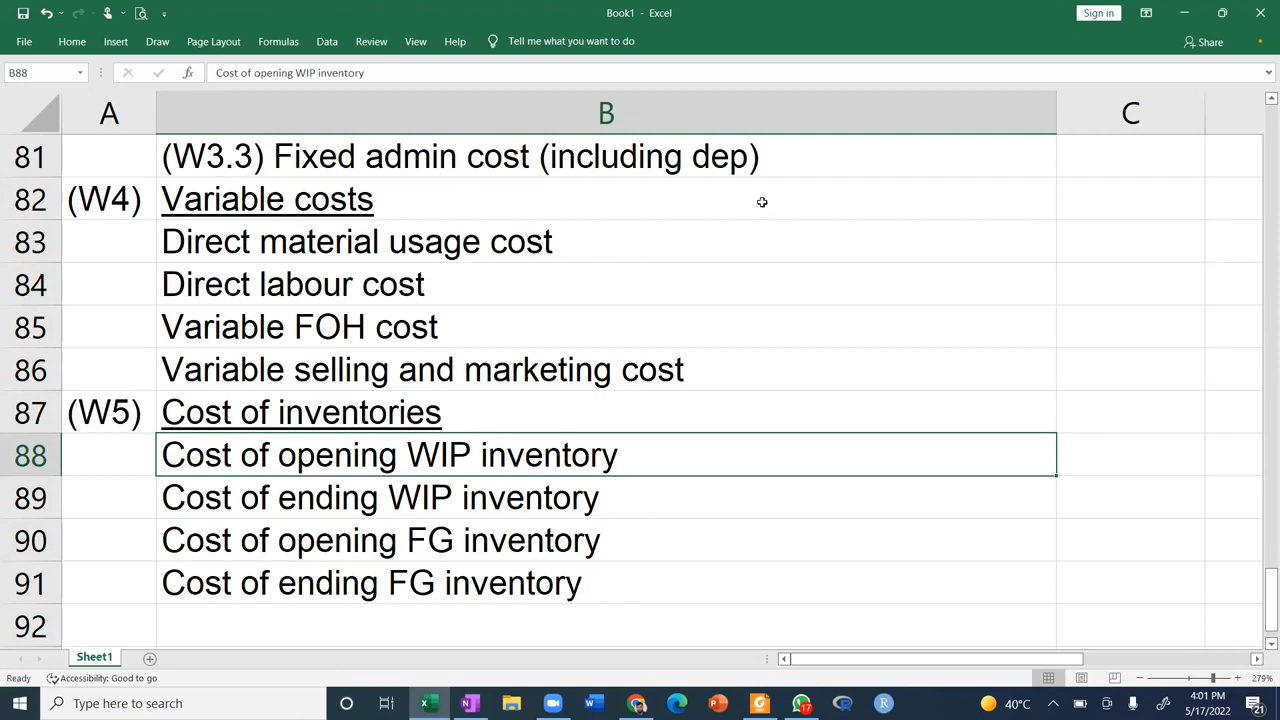 Book1 - Excel
Sign in
File Home Insert Draw Page Layout Formulas Data Review View Help Tell me what you want to do Share
B88 fx Cost of opening WIP inventory
A B C
81 (W3.3) Fixed admin cost (including dep)
82 (W4) Variable costs
83 Direct material usage cost
84 Direct labour cost
85 Variable FOH cost
86 Variable selling and marketing cost
87 (W5) Cost of inventories
88 Cost of opening WIP inventory
89 Cost of ending WIP inventory
90 Cost of opening FG inventory
91 Cost of ending FG inventory
92
Sheet1
Ready Accessibility: Good to go 279%
Type here to search 17 40°C 4:01 PM
5/17/2022 21